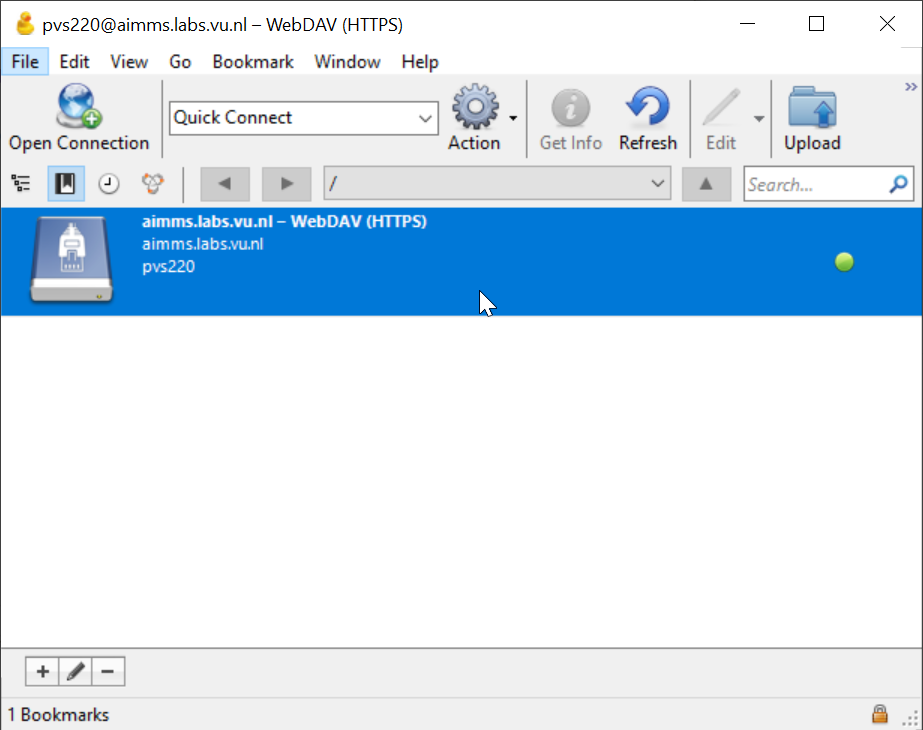 pvs220@aimms.labs.vu.nl – WebDAV (HTTPS)
File Edit View Go Bookmark Window Help
Open Connection
Quick Connect
Action
Get Info
Refresh
Edit
Upload
/
Search...
aimms.labs.vu.nl – WebDAV (HTTPS)
aimms.labs.vu.nl
pvs220
1 Bookmarks